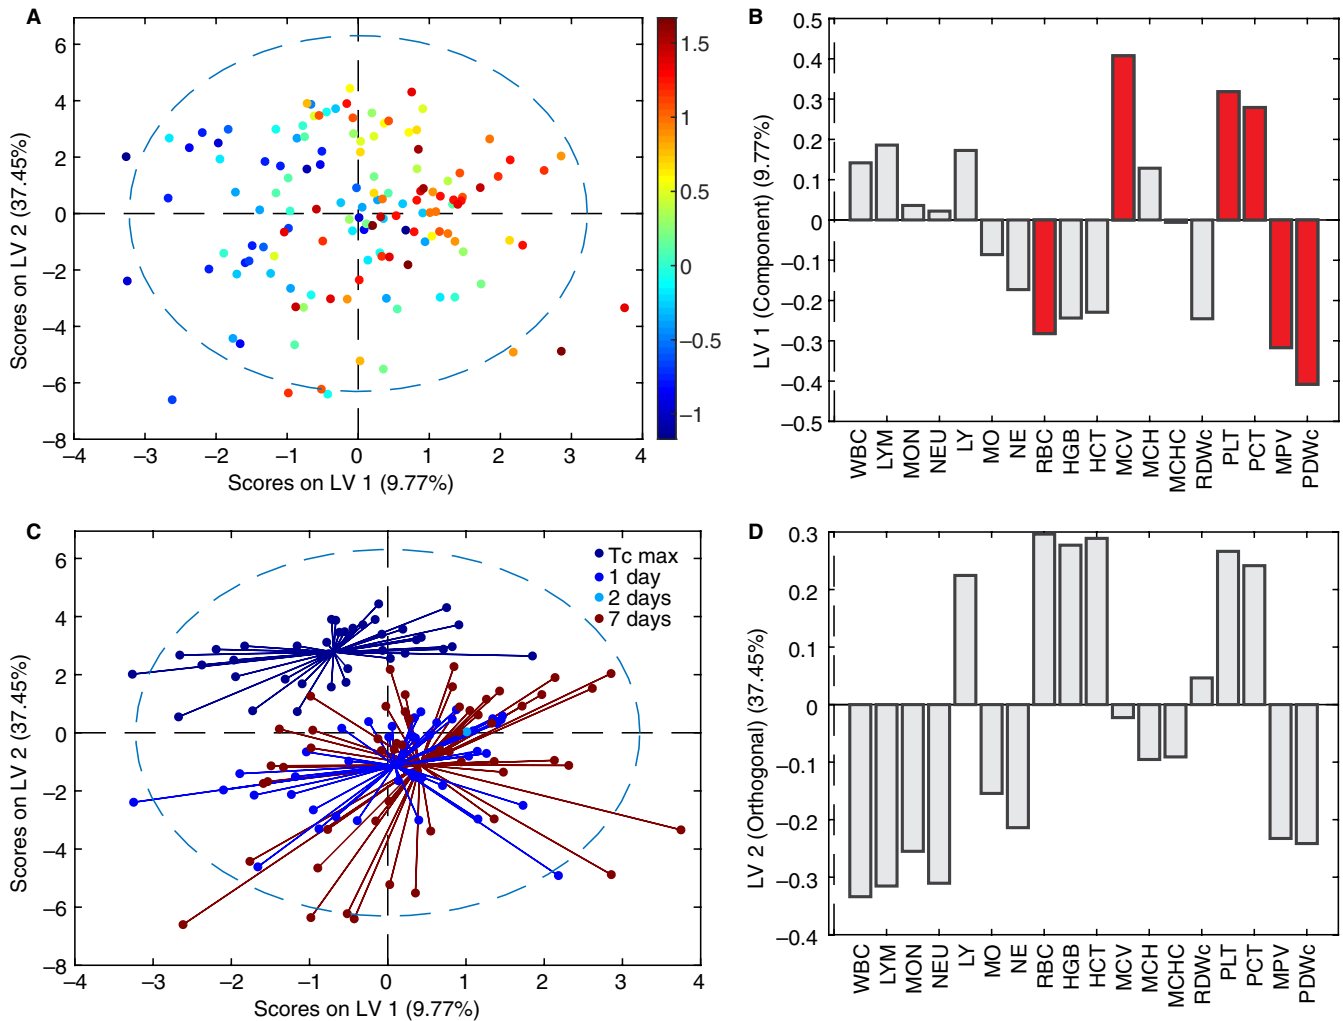 A
Scores on LV 2 (37.45%)
6
4
2
0
–2
–4
–6
–8
–4
–3
–2
–1
0
1
2
3
4
Scores on LV 1 (9.77%)
1.5
1
0.5
0
–0.5
–1
B
LV 1 (Component) (9.77%)
0.5
0.4
0.3
0.2
0.1
0
–0.1
–0.2
–0.3
–0.4
–0.5
WBC
LYM
MON
NEU
LY
MO
NE
RBC
HGB
HCT
MCV
MCH
MCHC
RDWc
PLT
PCT
MPV
PDWc
C
Scores on LV 2 (37.45%)
6
4
2
0
–2
–4
–6
–8
Tc max
1 day
2 days
7 days
–4
–3
–2
–1
0
1
2
3
4
Scores on LV 1 (9.77%)
D
LV 2 (Orthogonal) (37.45%)
0.3
0.2
0.1
0
–0.1
–0.2
–0.3
–0.4
WBC
LYM
MON
NEU
LY
MO
NE
RBC
HGB
HCT
MCV
MCH
MCHC
RDWc
PLT
PCT
MPV
PDWc